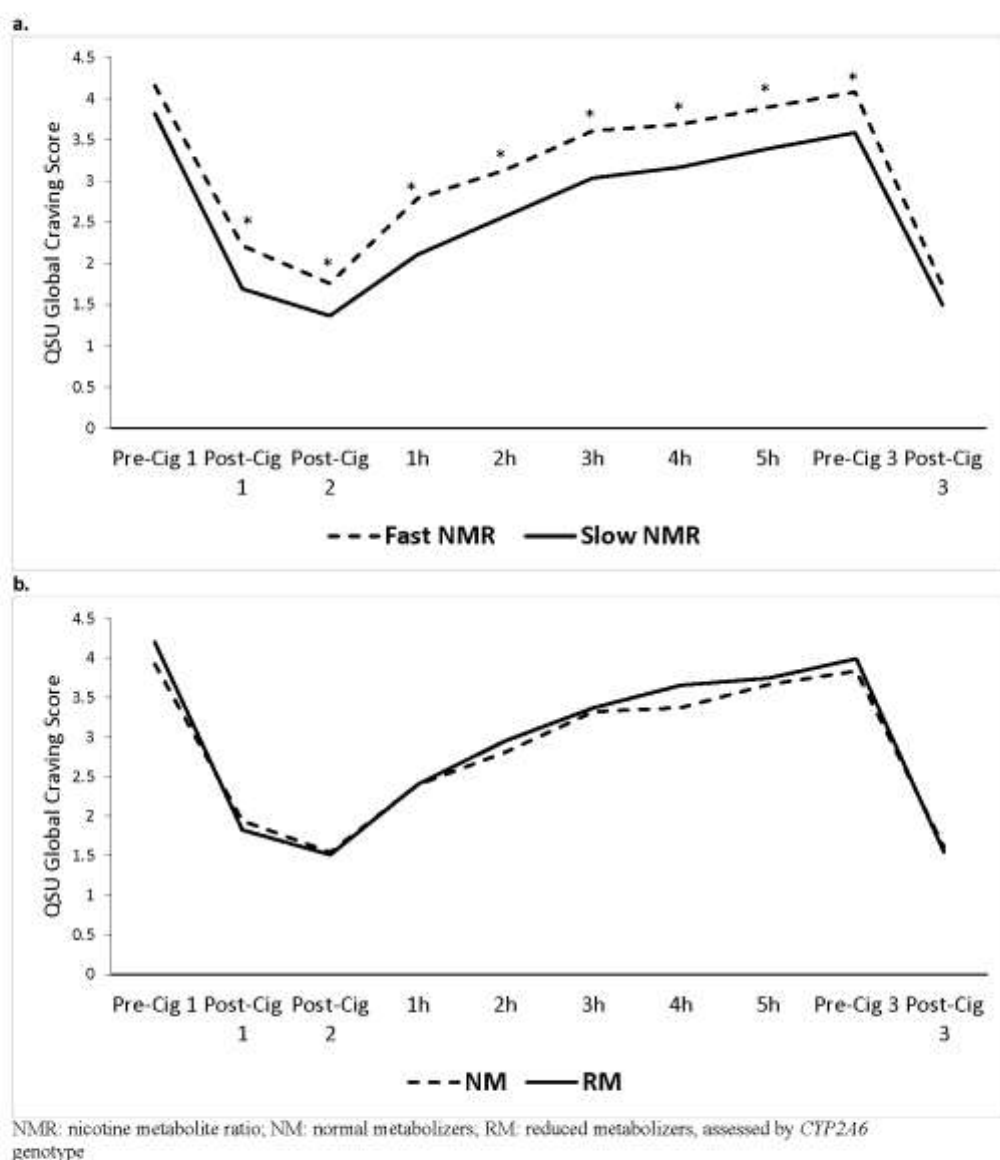 a.
QSU Global Craving Score
4.5
4
3.5
3
2.5
2
1.5
1
0.5
0
* * * * * * * *
Pre-Cig 1 Post-Cig 1 Post-Cig 2 1h 2h 3h 4h 5h Pre-Cig 3 Post-Cig 3
Fast NMR Slow NMR
b.
QSU Global Craving Score
4.5
4
3.5
3
2.5
2
1.5
1
0.5
0
Pre-Cig 1 Post-Cig 1 Post-Cig 2 1h 2h 3h 4h 5h Pre-Cig 3 Post-Cig 3
NM RM
NMR: nicotine metabolite ratio; NM: normal metabolizers, RM: reduced metabolizers, assessed by CYP2A6
genotype